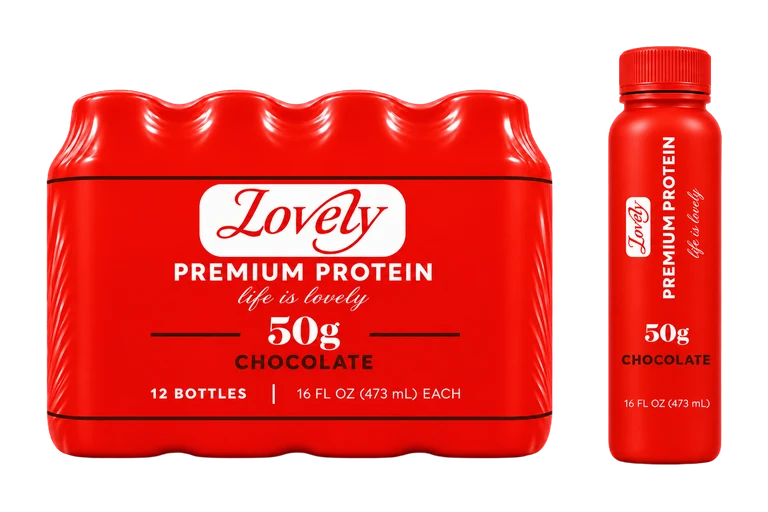 Lovely
PREMIUM PROTEIN
life is lovely
50g
CHOCOLATE
12 BOTTLES | 16 FL OZ (473 mL) EACH
Lovely
PREMIUM PROTEIN
life is lovely
50g
CHOCOLATE
16 FL OZ (473 mL)